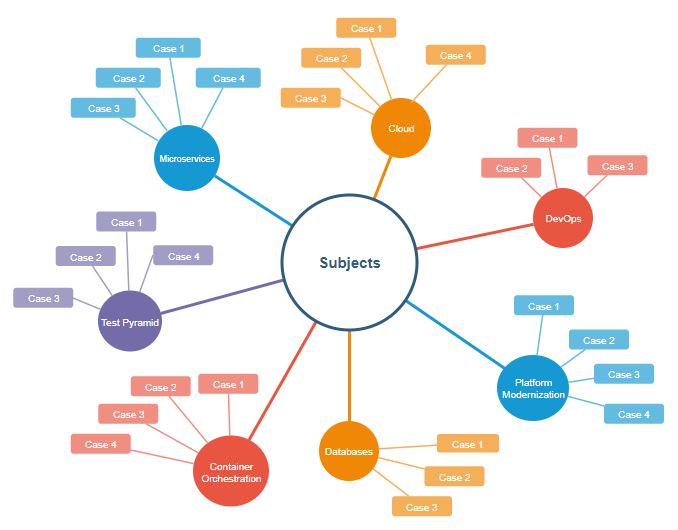 Subjects
Microservices
Case 1
Case 2
Case 3
Case 4
Cloud
Case 1
Case 2
Case 3
Case 4
DevOps
Case 1
Case 2
Case 3
Platform
Modernization
Case 1
Case 2
Case 3
Case 4
Databases
Case 1
Case 2
Case 3
Container
Orchestration
Case 1
Case 2
Case 3
Case 4
Test Pyramid
Case 1
Case 2
Case 3
Case 4